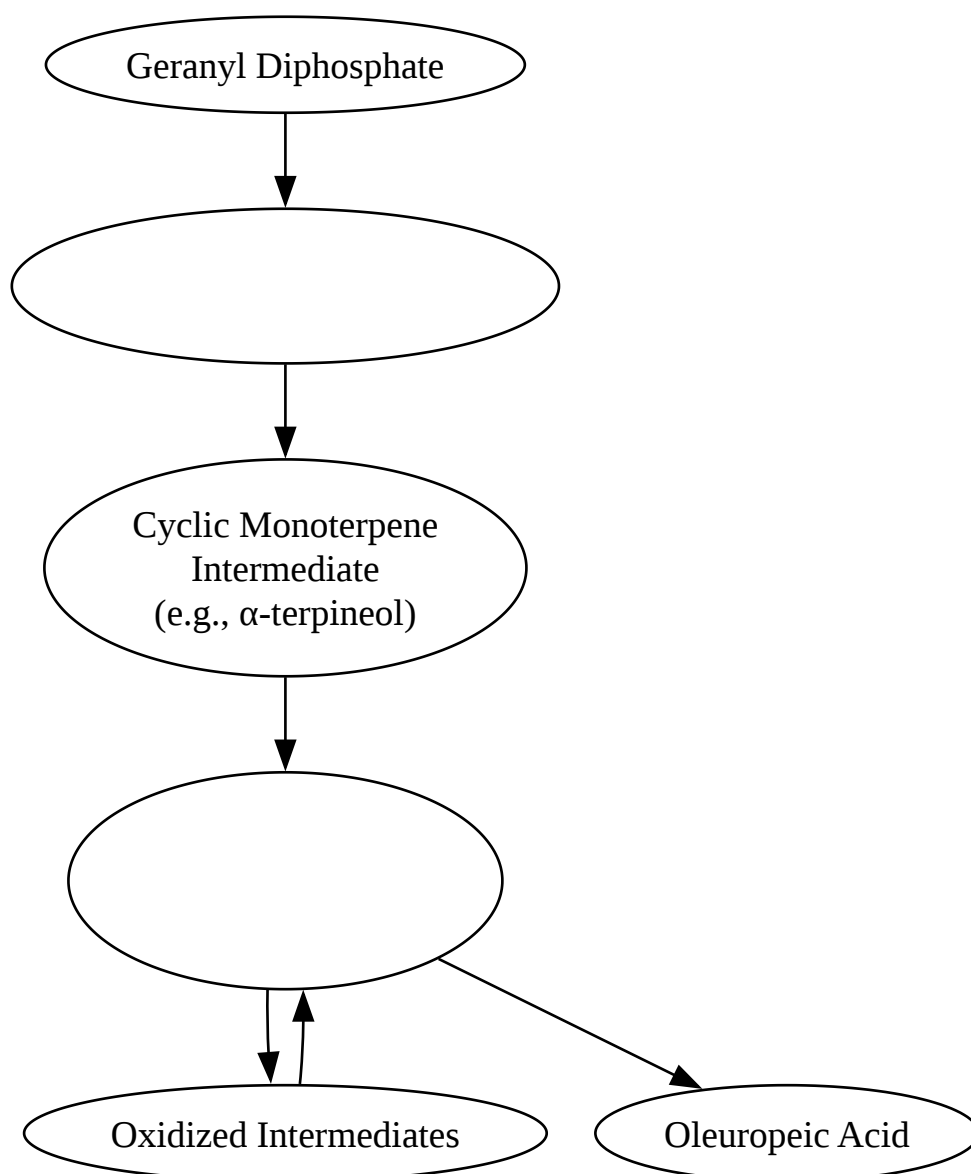 Geranyl Diphosphate
Cyclic Monoterpene
Intermediate
(e.g., α-terpineol)
Oxidized Intermediates
Oleuropeic Acid